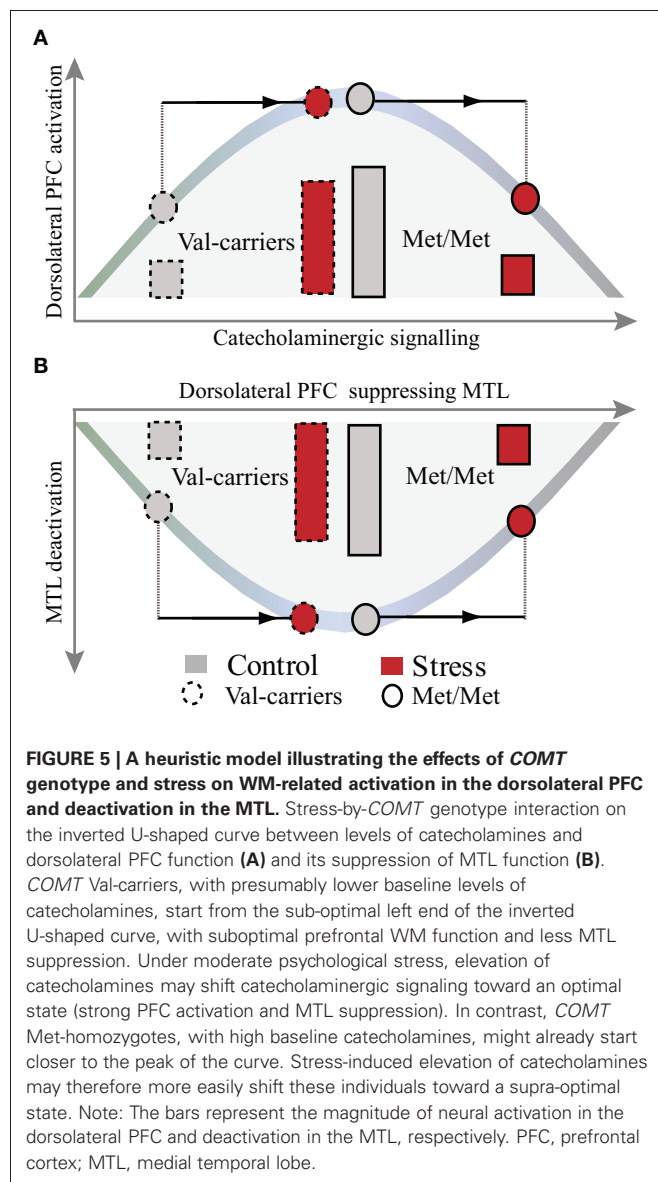 A
Dorsolateral PFC activation
Val-carriers
Met/Met
Catecholaminergic signalling
B
Dorsolateral PFC suppressing MTL
Val-carriers
Met/Met
MTL deactivation
Control
Stress
Val-carriers
Met/Met
FIGURE 5 | A heuristic model illustrating the effects of COMT
genotype and stress on WM-related activation in the dorsolateral PFC
and deactivation in the MTL. Stress-by-COMT genotype interaction on
the inverted U-shaped curve between levels of catecholamines and
dorsolateral PFC function (A) and its suppression of MTL function (B).
COMT Val-carriers, with presumably lower baseline levels of
catecholamines, start from the sub-optimal left end of the inverted
U-shaped curve, with suboptimal prefrontal WM function and less MTL
suppression. Under moderate psychological stress, elevation of
catecholamines may shift catecholaminergic signaling toward an optimal
state (strong PFC activation and MTL suppression). In contrast, COMT
Met-homozygotes, with high baseline catecholamines, might already start
closer to the peak of the curve. Stress-induced elevation of catecholamines
may therefore more easily shift these individuals toward a supra-optimal
state. Note: The bars represent the magnitude of neural activation in the
dorsolateral PFC and deactivation in the MTL, respectively. PFC, prefrontal
cortex; MTL, medial temporal lobe.